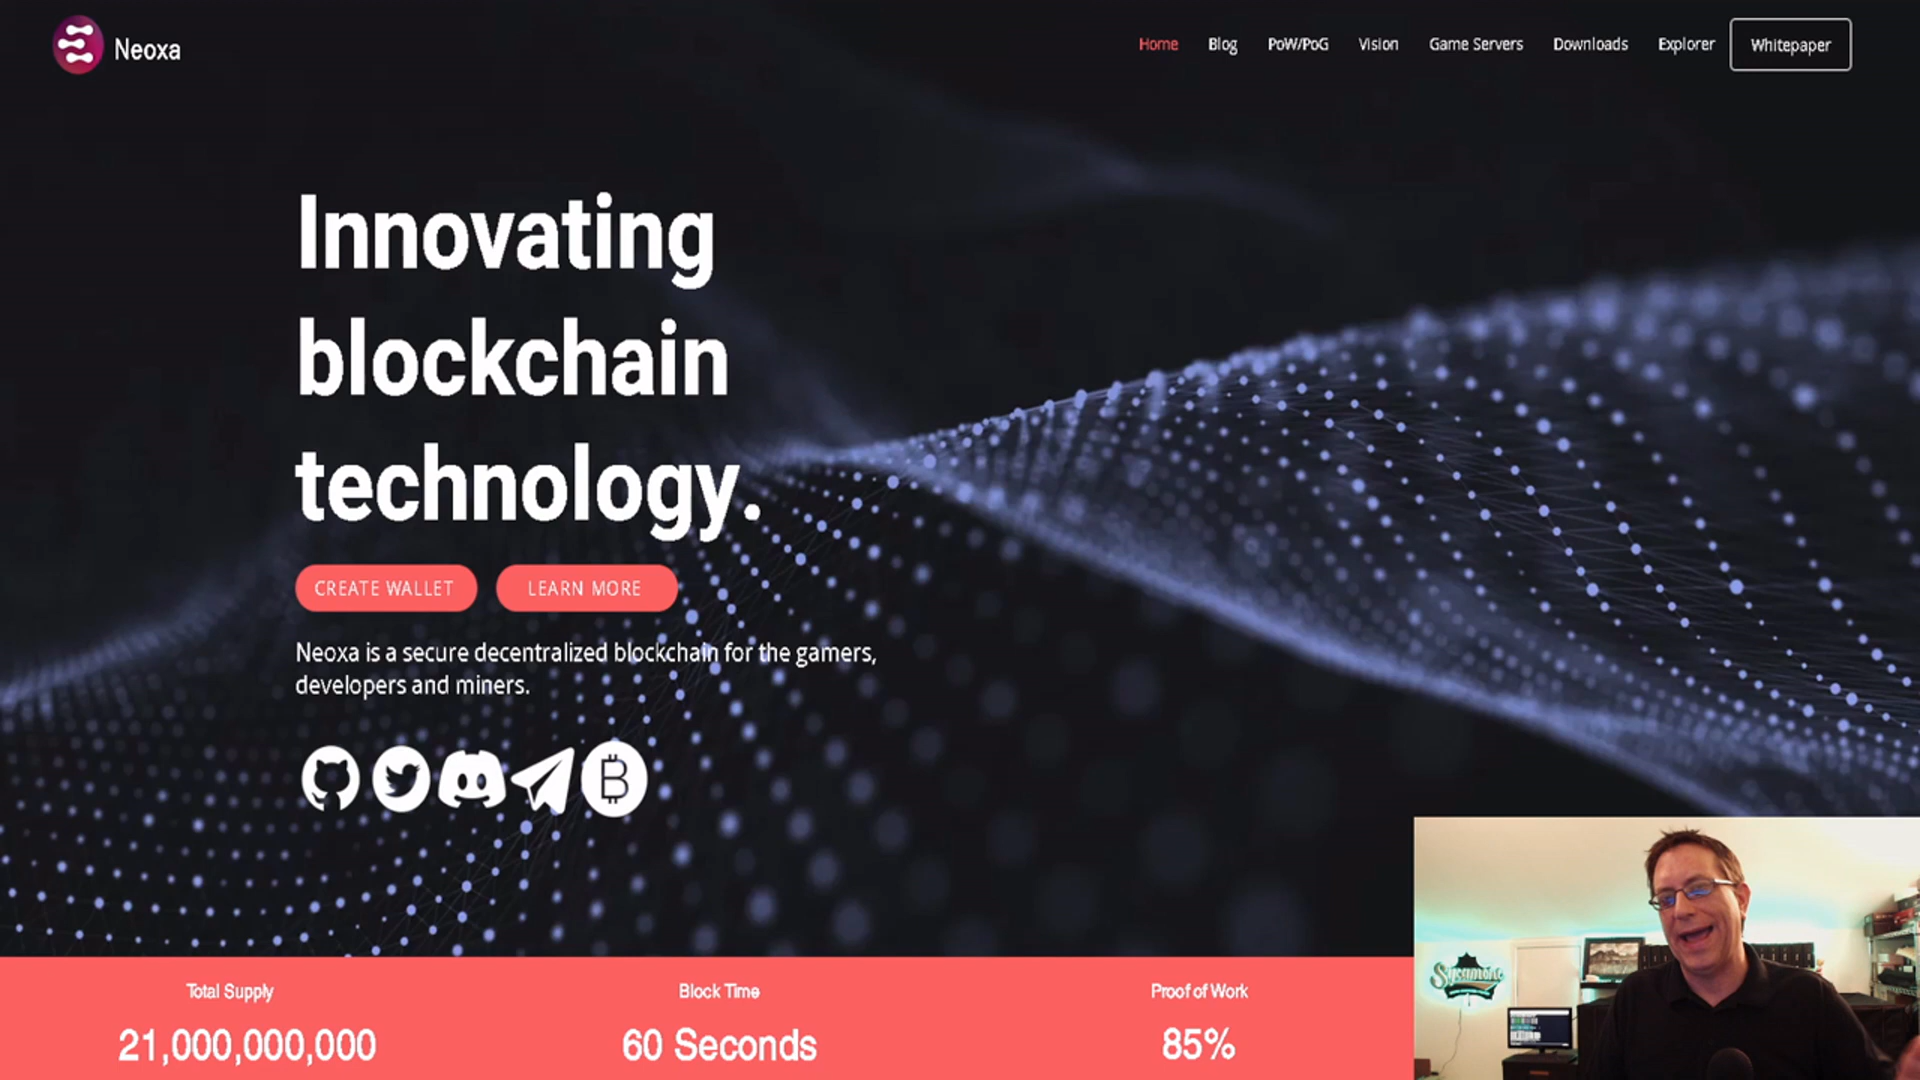 Neoxa
Home Blog PoW/PoG Vision Game Servers Downloads Explorer Whitepaper
Innovating
blockchain
technology.
CREATE WALLET LEARN MORE
Neoxa is a secure decentralized blockchain for the gamers,
developers and miners.
Total Supply Block Time Proof of Work
21,000,000,000 60 Seconds 85%
Sycamore